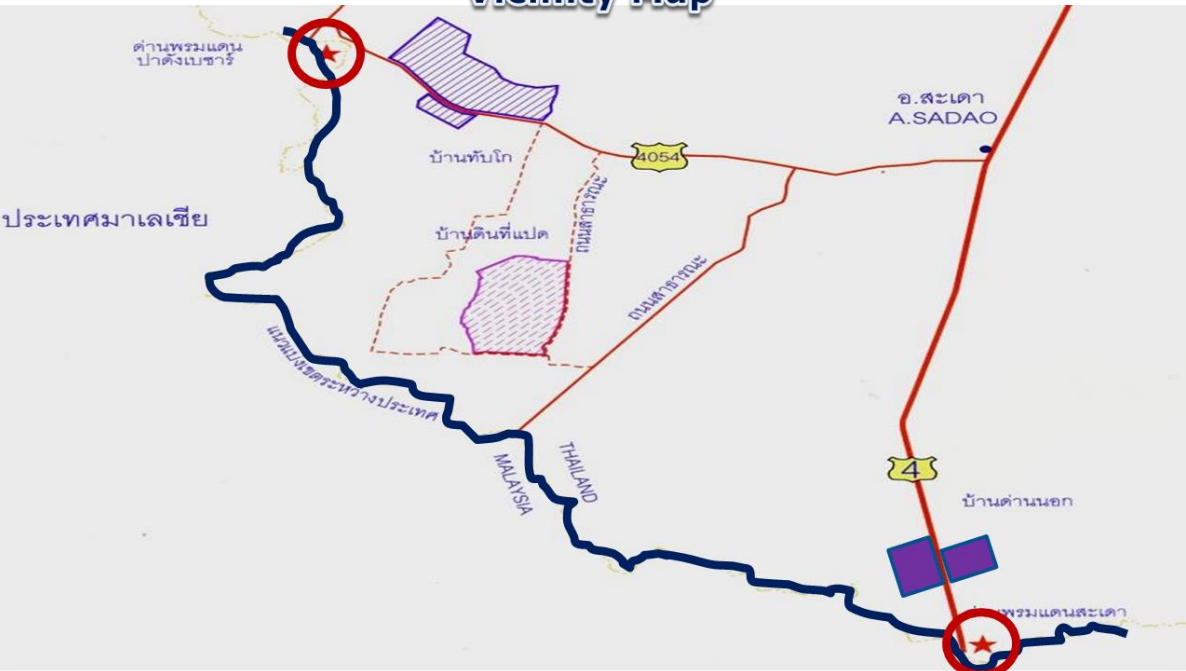 Vicinity Map
ด่านพรมแดน
ปาดังเบซาร์
อ.สะเดา
A.SADAO
บ้านทับโก
4054
ถนนสาธารณะ
ประเทศมาเลเซีย
บ้านดินที่แปด
ถนนสาธารณะ
แนวแบ่งเขตระหว่างประเทศ
THAILAND
MALAYSIA
4
บ้านด่านนอก
พรมแดนสะเดา